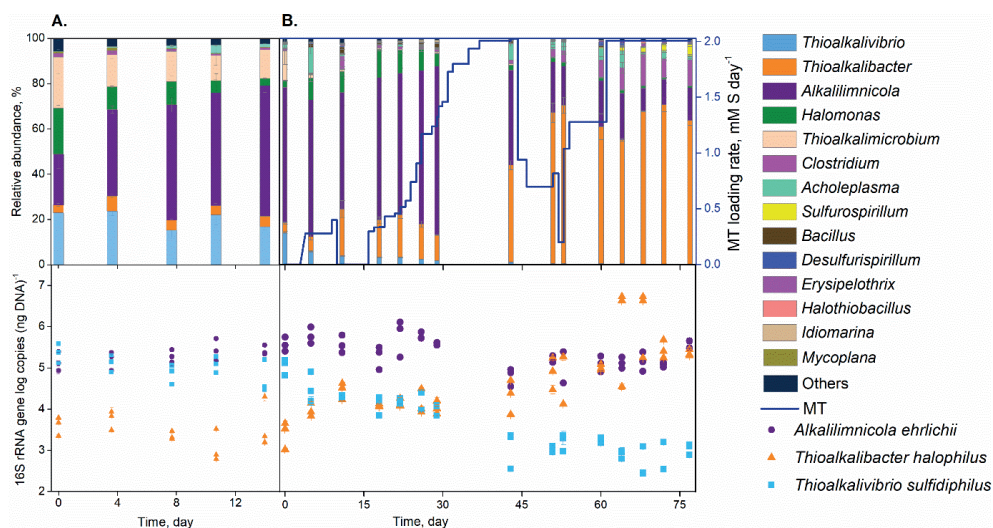 A.
B.
100
80
60
40
20
0
Relative abundance, %
2.0
1.5
1.0
0.5
0.0
MT loading rate, mM S day⁻¹
7
6
5
4
3
2
16S rRNA gene log copies (ng DNA)⁻¹
0 4 8 12
0 15 30 45 60 75
Time, day
Time, day
Thioalkalivibrio
Thioalkalibacter
Alkalilimnicola
Halomonas
Thioalkalimicrobium
Clostridium
Acholeplasma
Sulfurospirillum
Bacillus
Desulfurispirillum
Erysipelothrix
Halothiobacillus
Idiomarina
Mycoplana
Others
MT
Alkalilimnicola ehrlichii
Thioalkalibacter halophilus
Thioalkalivibrio sulfidiphilus